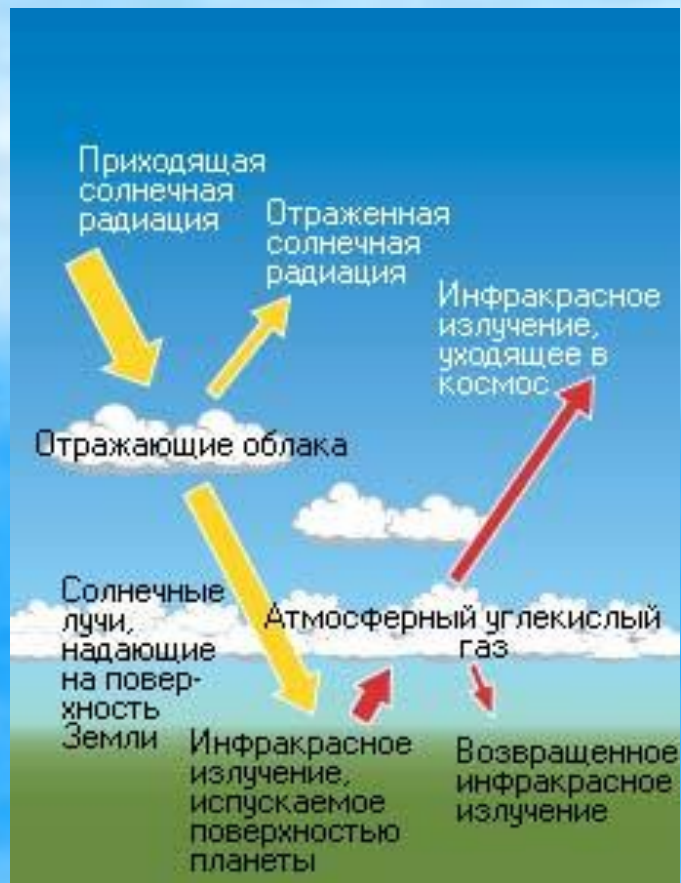 Приходящая
солнечная
радиация
Отраженная
солнечная
радиация
Инфракрасное
излучение,
уходящее в
космос
Отражающие облака
Солнечные
лучи,
надающие
на повер-
хность
Земли
Атмосферный углекислый
газ
Инфракрасное
излучение,
испускаемое
поверхностью
планеты
Возвращенное
инфракрасное
излучение